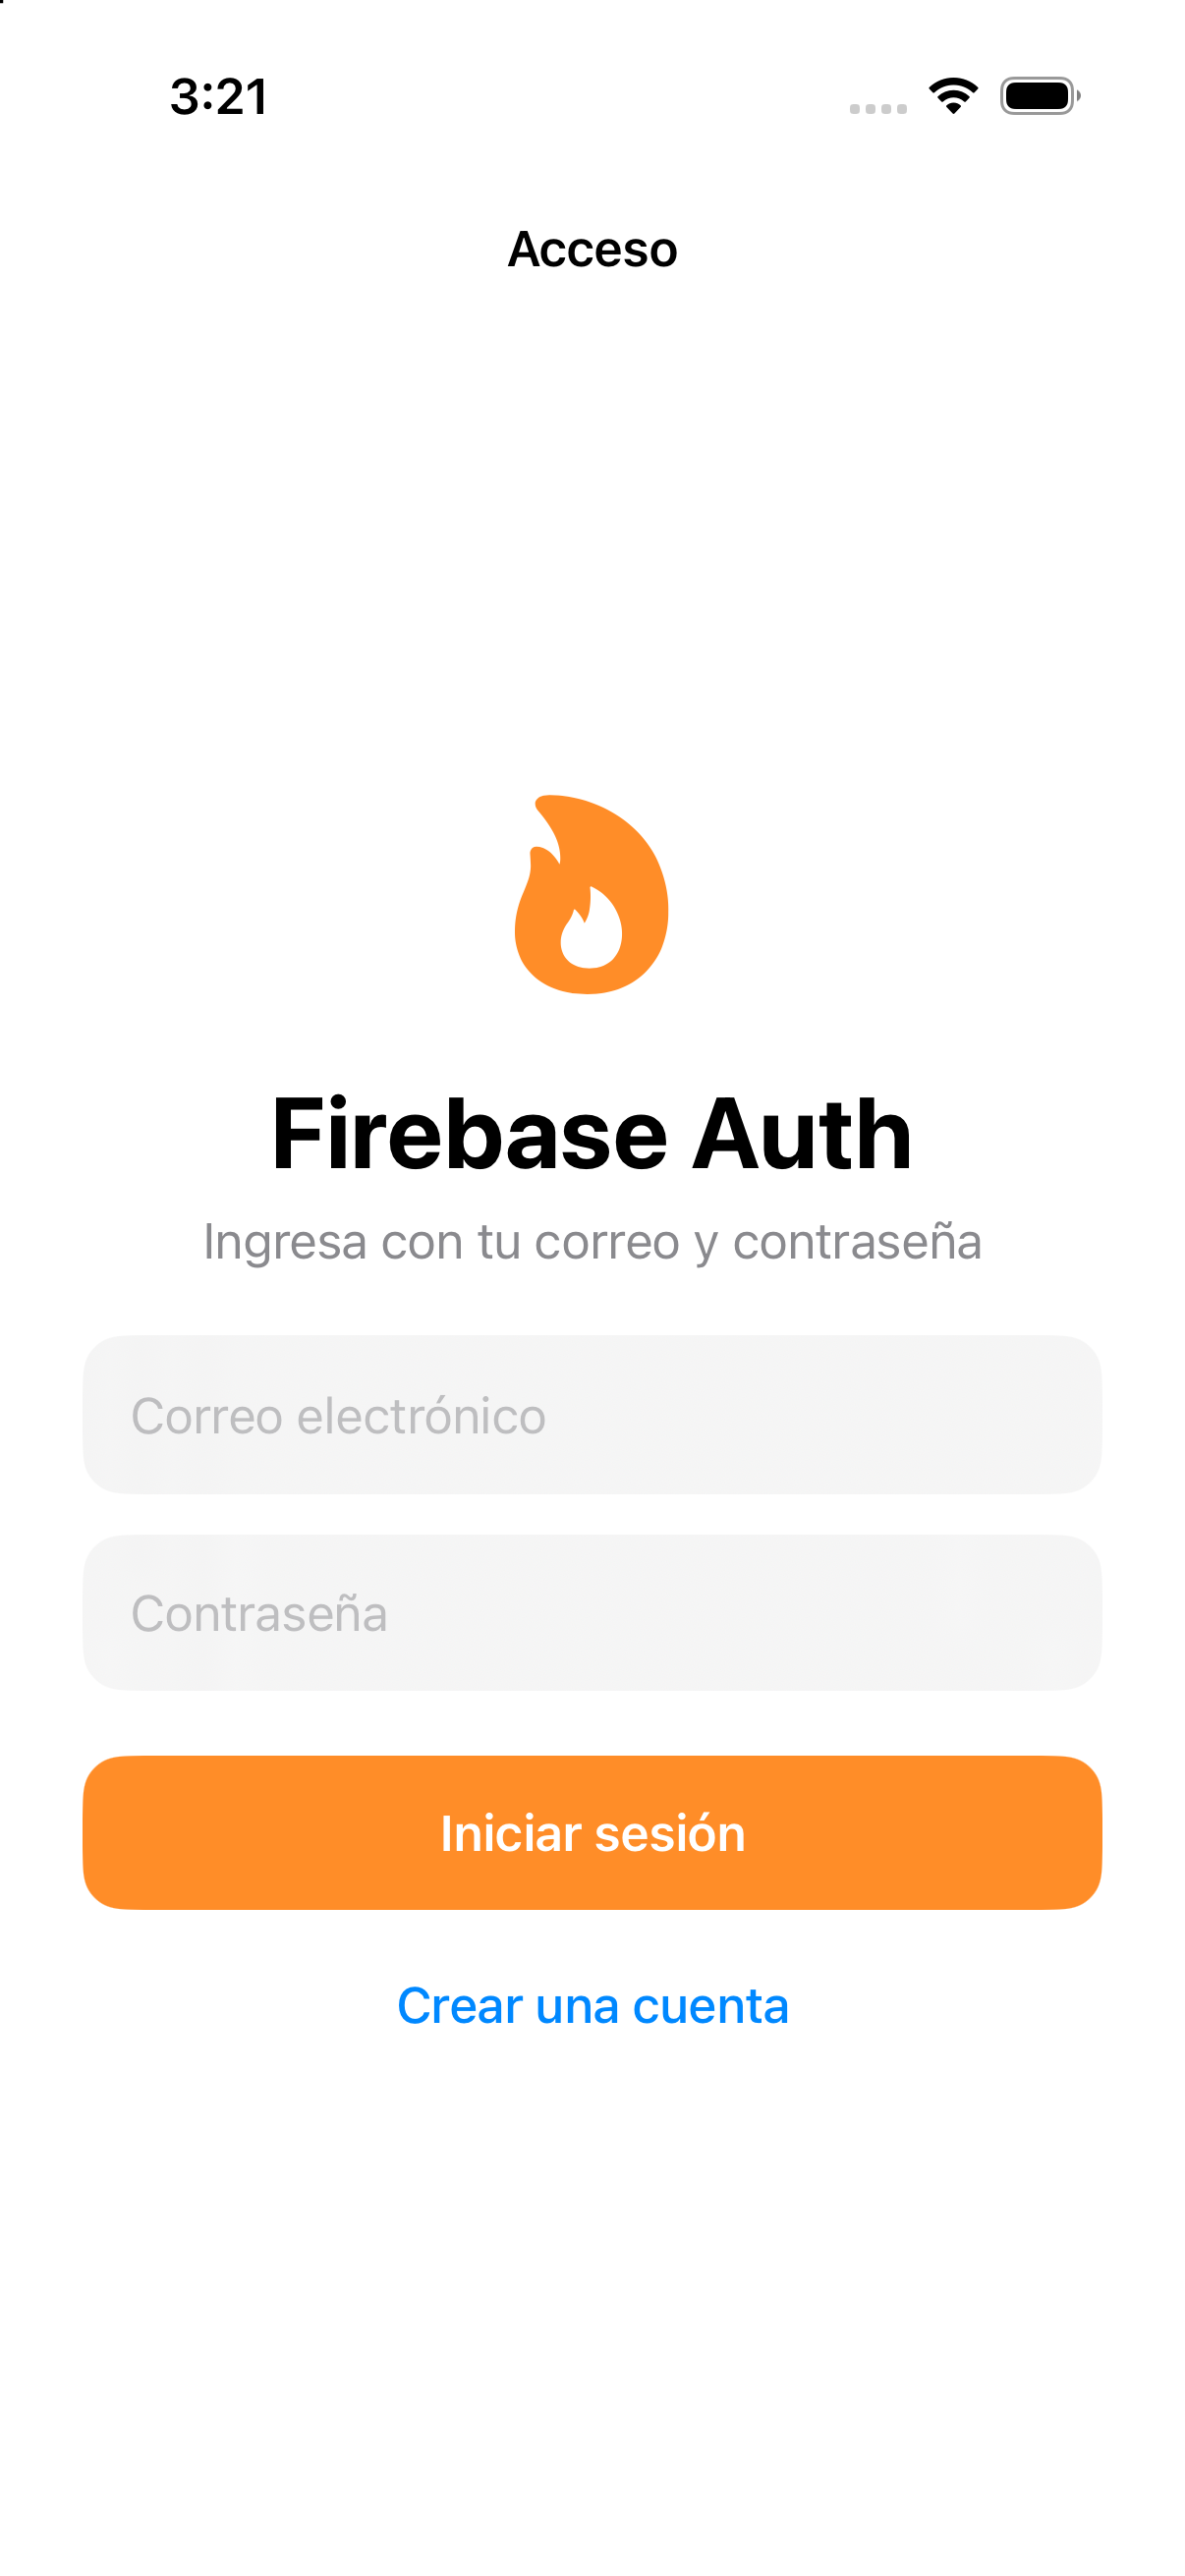 3:21
Acceso
Firebase Auth
Ingresa con tu correo y contraseña
Correo electrónico
Contraseña
Iniciar sesión
Crear una cuenta